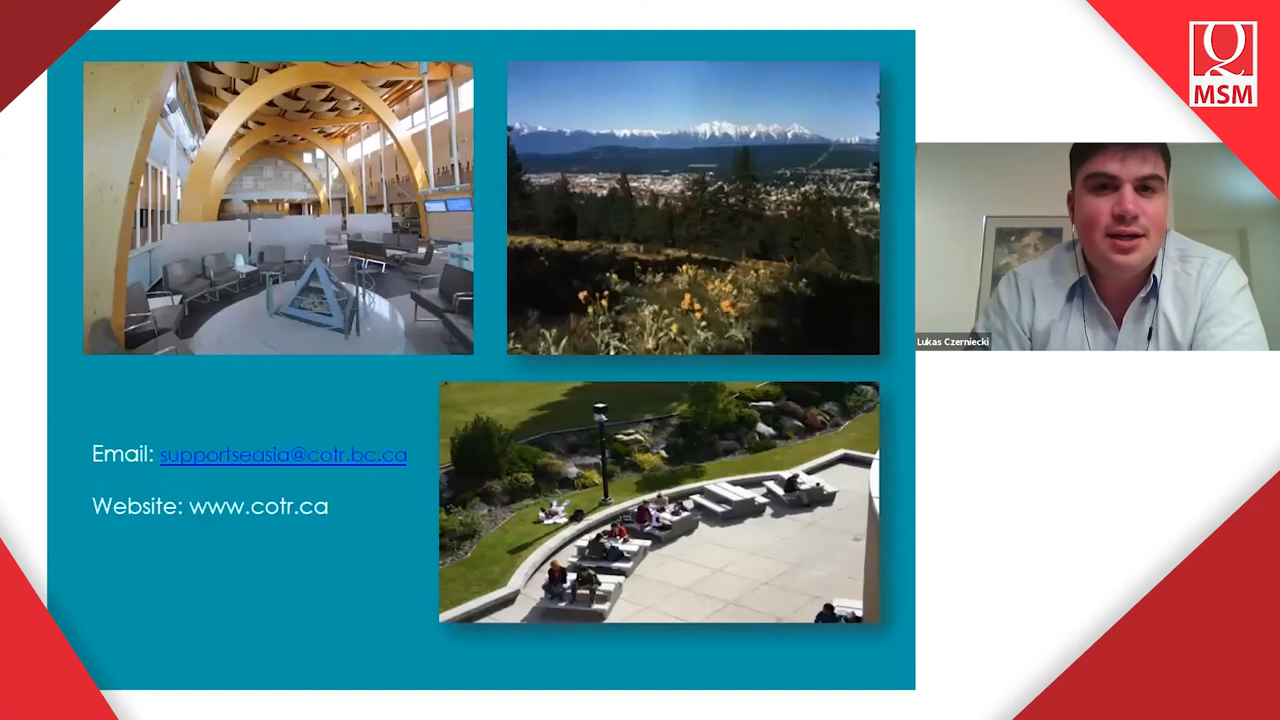 Q
MSM
Lukas Czerniecki
Email: supportseasia@cotr.bc.ca
Website: www.cotr.ca